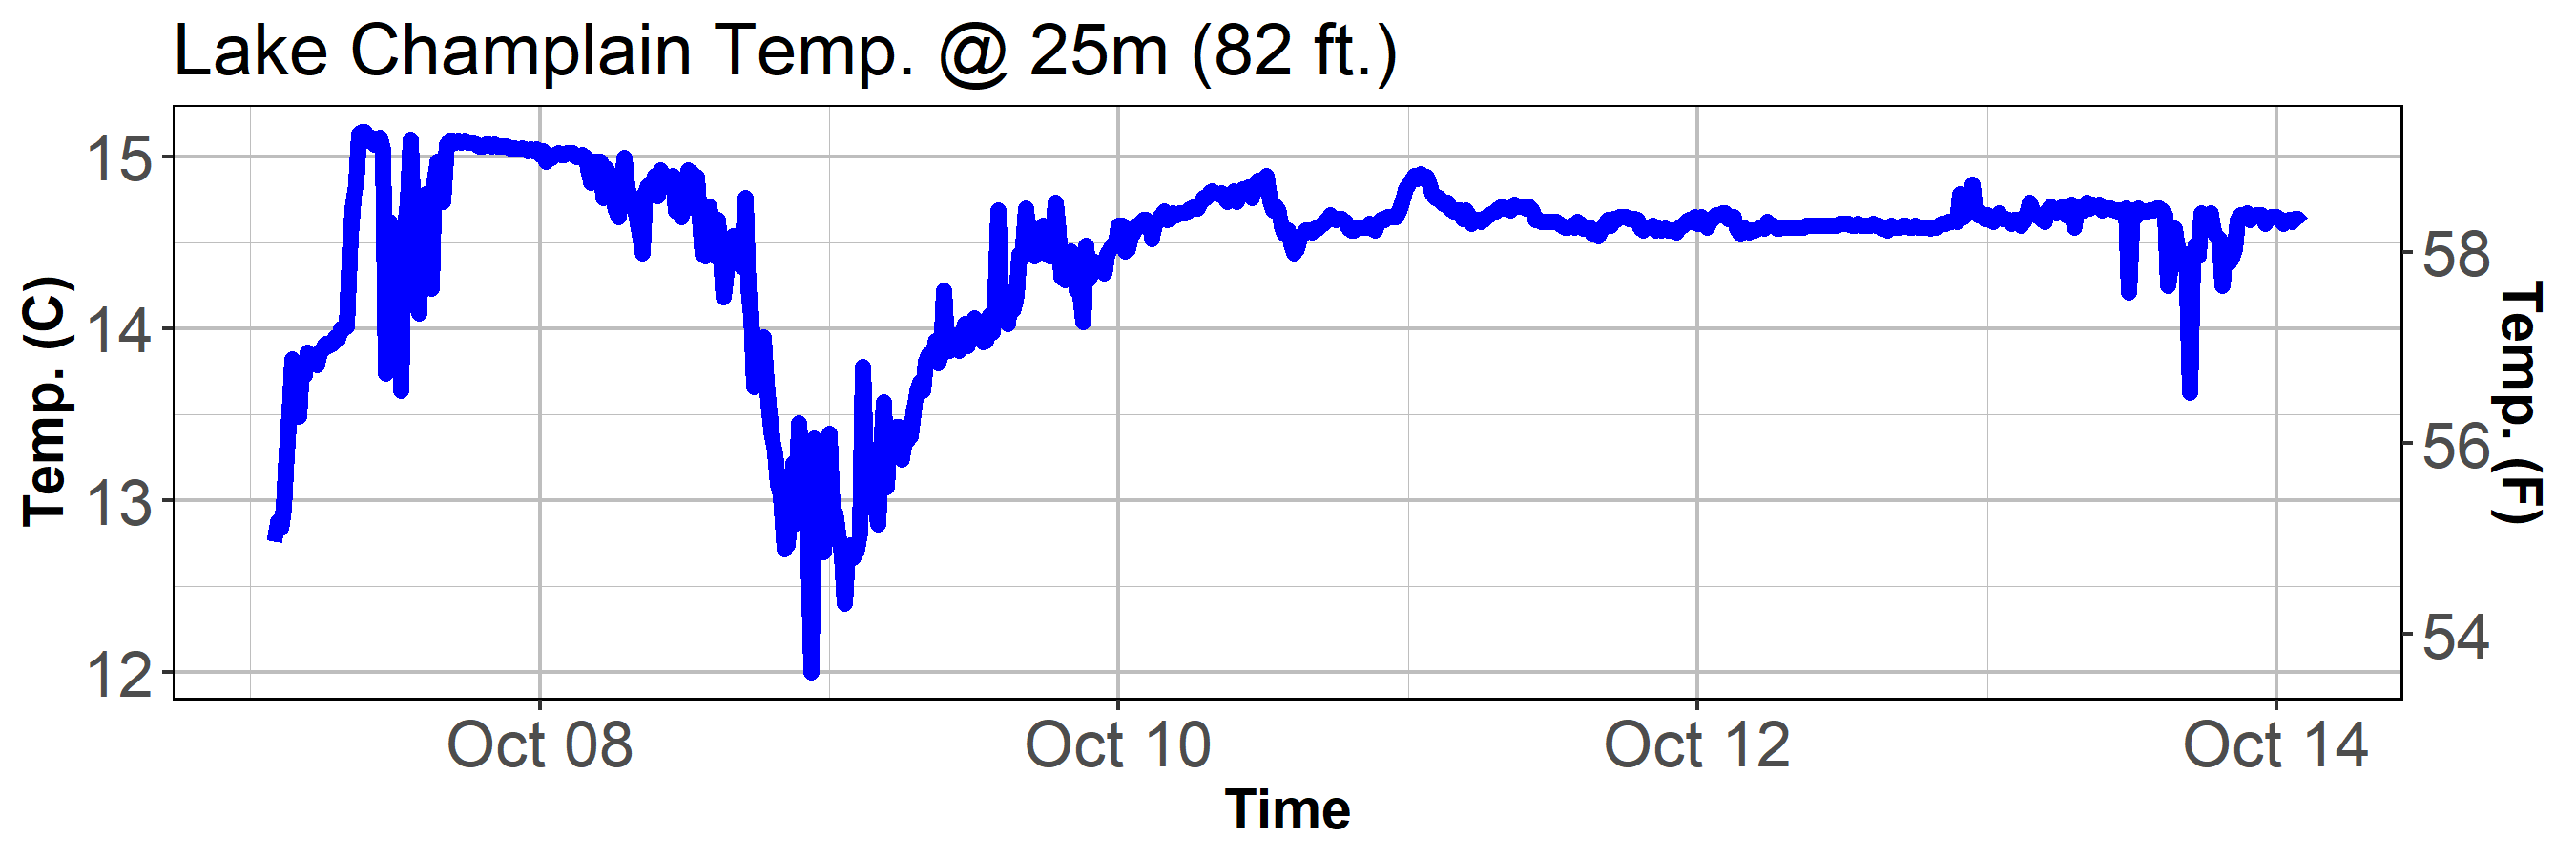 Lake Champlain Temp. @ 25m (82 ft.)
Temp. (C)
15
14
13
12
58
56
54
Temp. (F)
Oct 08
Oct 10
Oct 12
Oct 14
Time